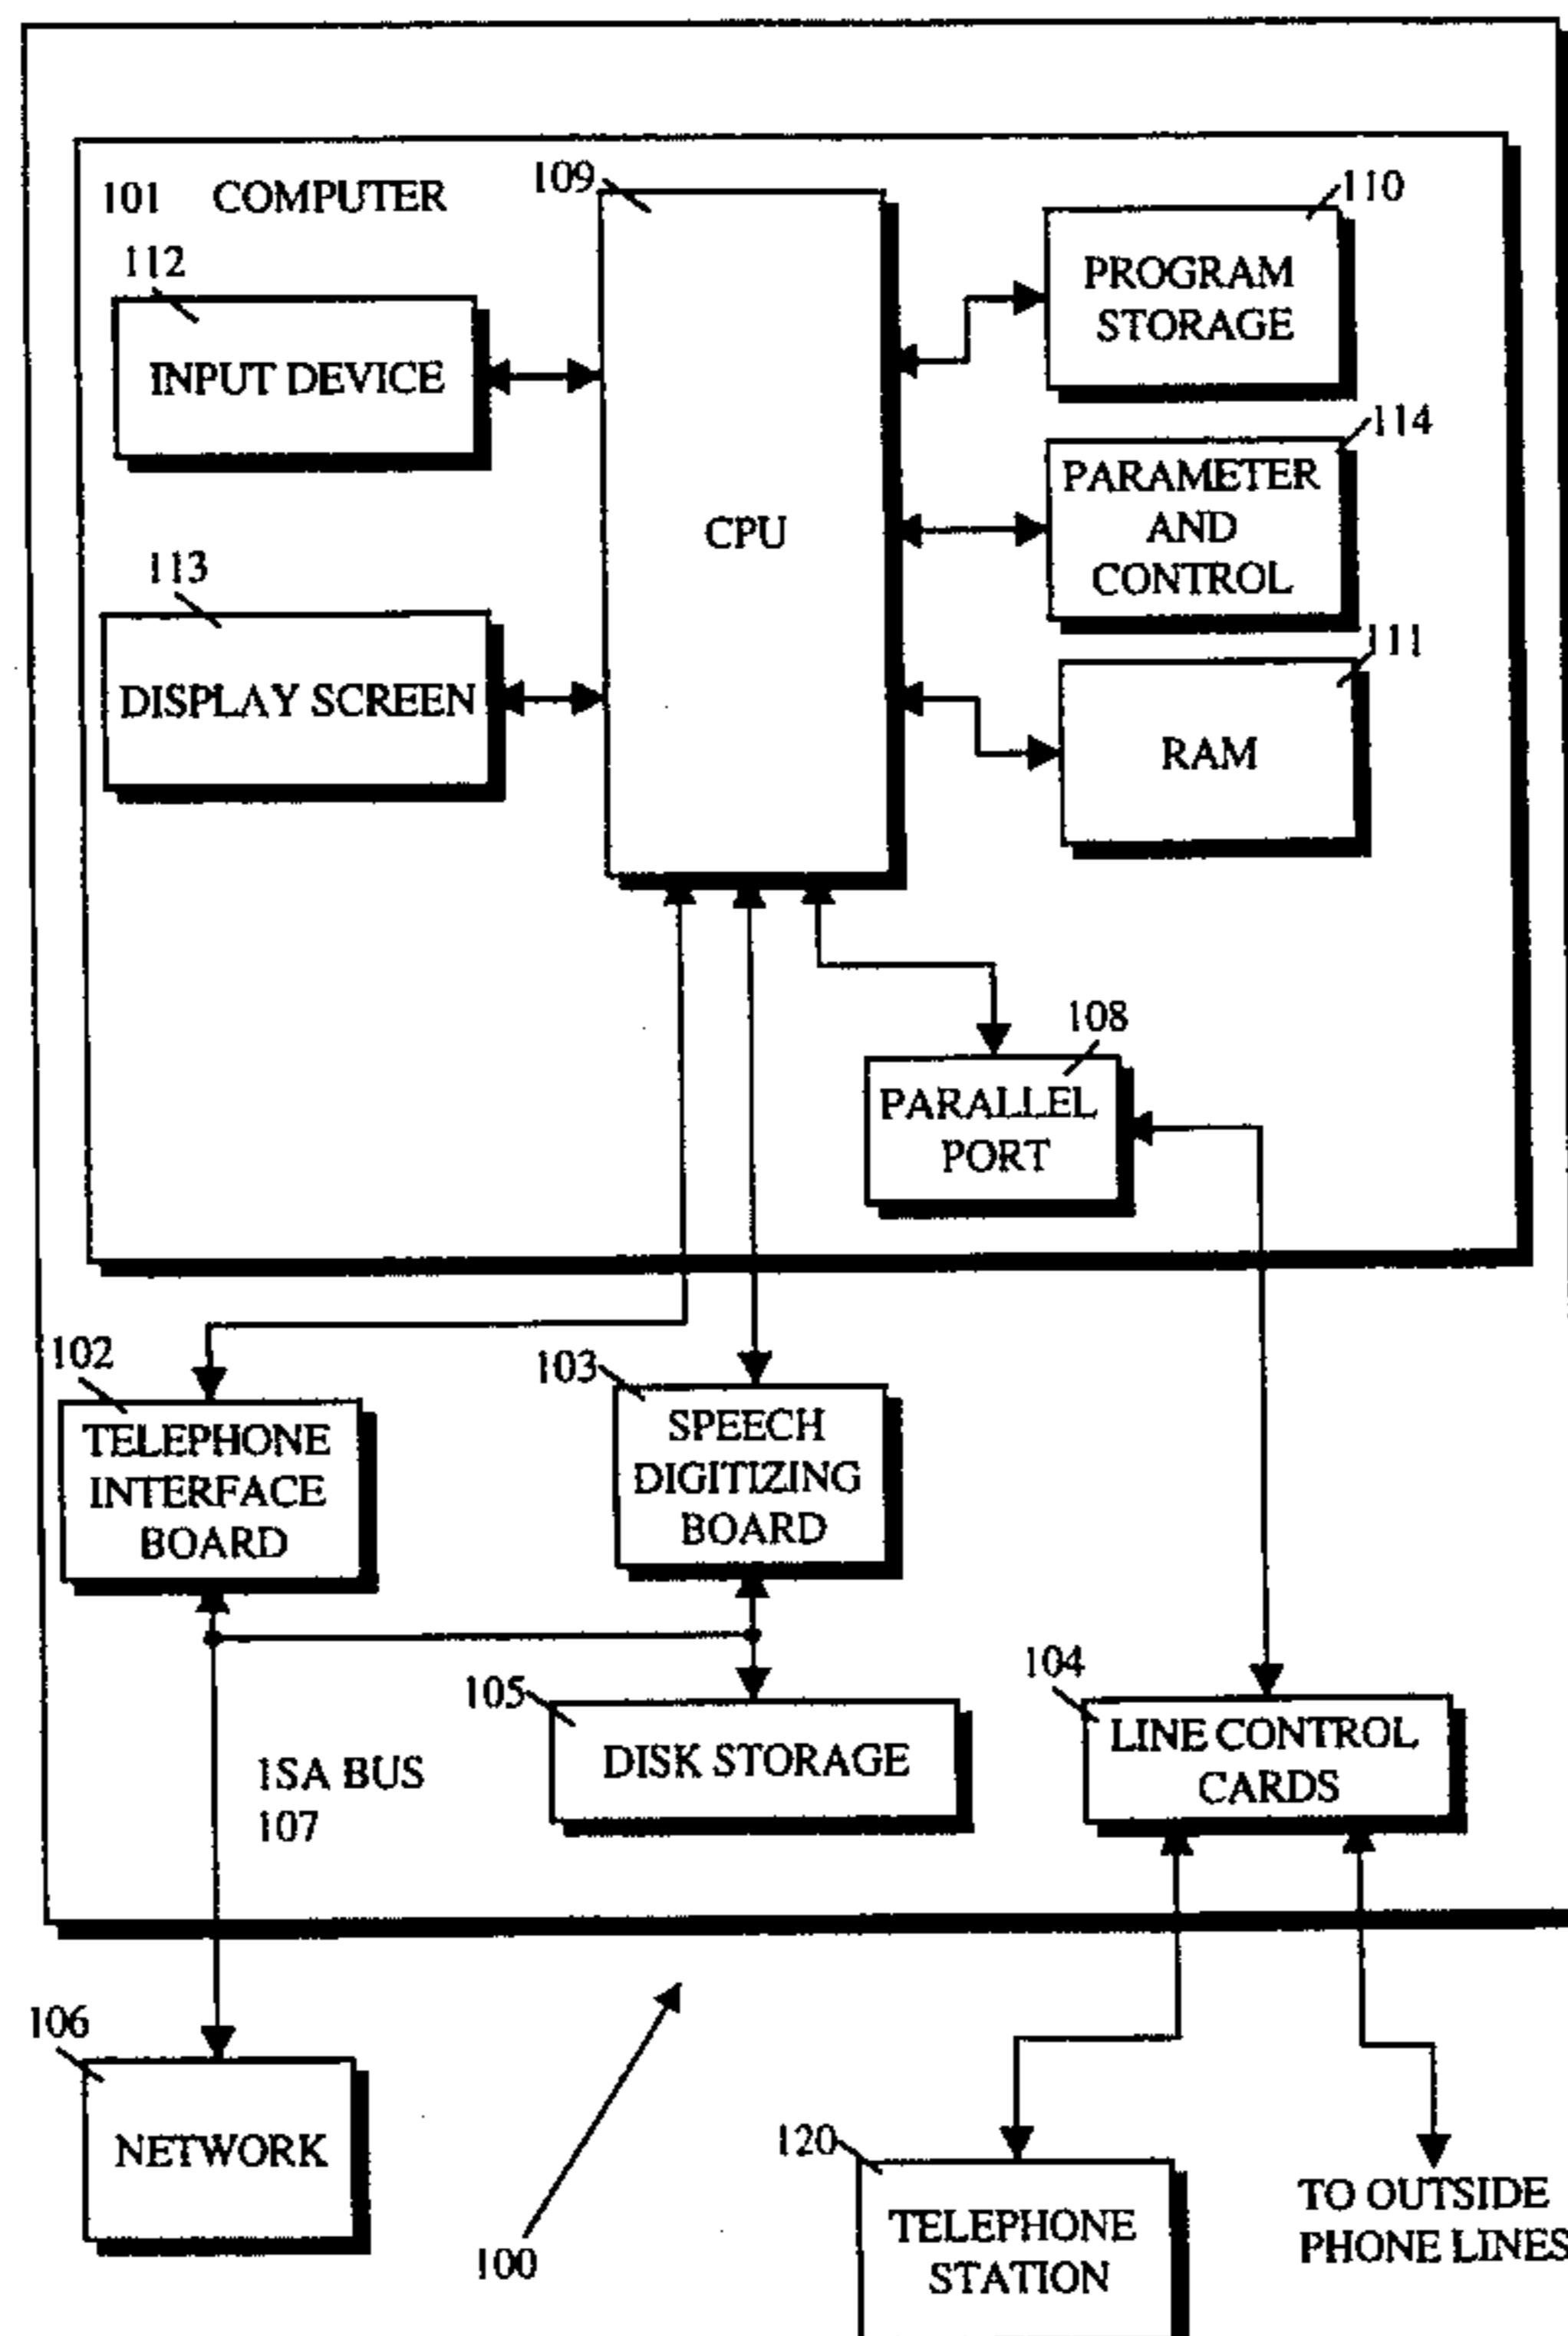 101 COMPUTER
109
110
112
PROGRAM
STORAGE
INPUT DEVICE
114
PARAMETER
AND
CONTROL
CPU
113
111
DISPLAY SCREEN
RAM
108
PARALLEL
PORT
102
103
TELEPHONE
INTERFACE
BOARD
SPEECH
DIGITIZING
BOARD
104
105
LINE CONTROL
CARDS
DISK STORAGE
1SA BUS
107
106
NETWORK
100
120
TELEPHONE
STATION
TO OUTSIDE
PHONE LINES